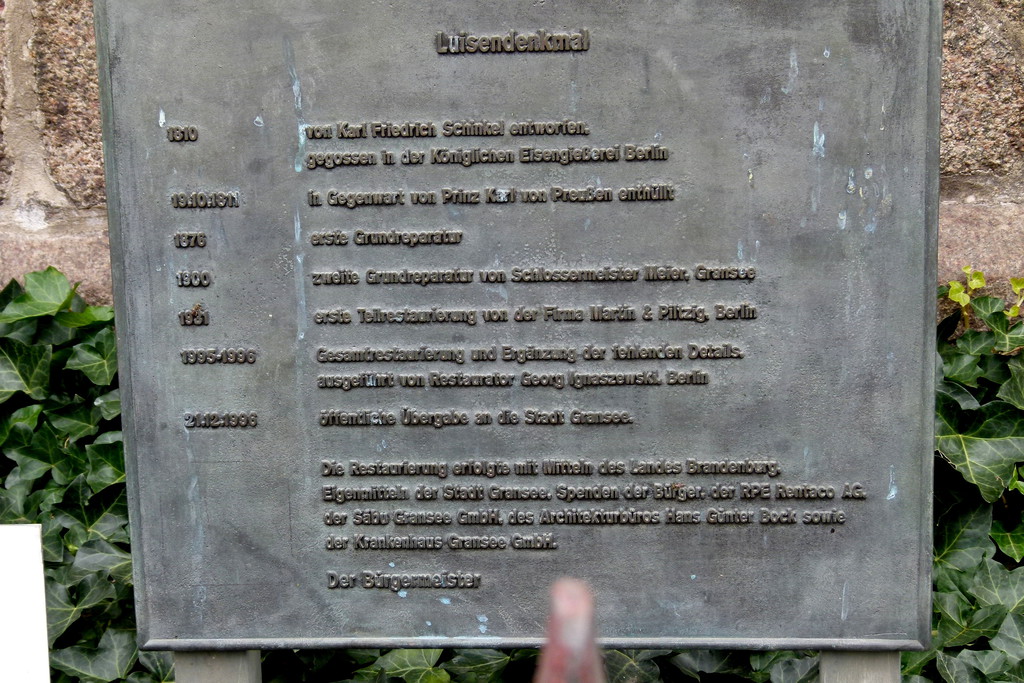 Luisendenkmal
1810 von Karl Friedrich Schinkel entworfen,
gegossen in der Königlichen Eisengießerei Berlin
19.10.1811 in Gegenwart von Prinz Karl von Preußen enthüllt
1876 erste Grundreparatur
1900 zweite Grundreparatur von Schlossermeister Meier, Gransee
1981 erste Teilrestaurierung von der Firma Martin & Piltzig, Berlin
1995-1996 Gesamtrestaurierung und Ergänzung der fehlenden Details,
ausgeführt von Restaurator Georg Ignaszewski, Berlin
21.12.1996 öffentliche Übergabe an die Stadt Gransee.
Die Restaurierung erfolgte mit Mitteln des Landes Brandenburg,
Eigenmitteln der Stadt Gransee, Spenden der Bürger, der RPE Rentaco AG,
der Säbu Gransee GmbH, des Architekturbüros Hans Günter Bock sowie
der Krankenhaus Gransee GmbH.
Der Bürgermeister